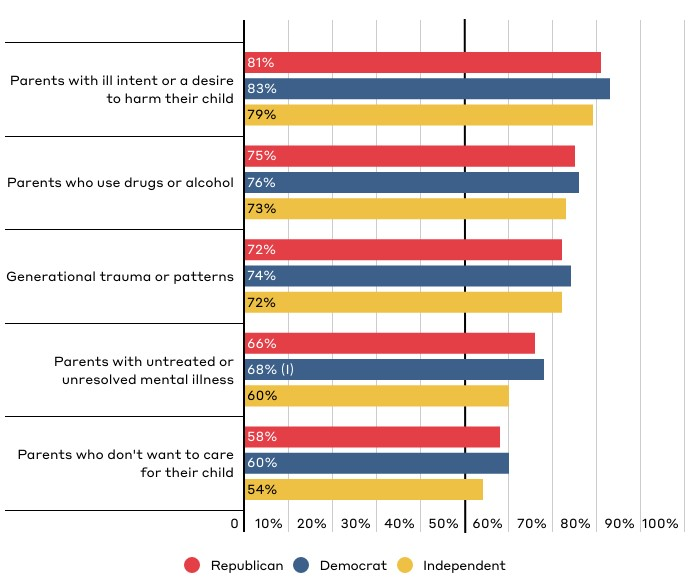 Parents with ill intent or a desire
to harm their child
81%
83%
79%
Parents who use drugs or alcohol
75%
76%
73%
Generational trauma or patterns
72%
74%
72%
Parents with untreated or
unresolved mental illness
66%
68% (I)
60%
Parents who don't want to care
for their child
58%
60%
54%
0 10% 20% 30% 40% 50% 60% 70% 80% 90% 100%
Republican Democrat Independent